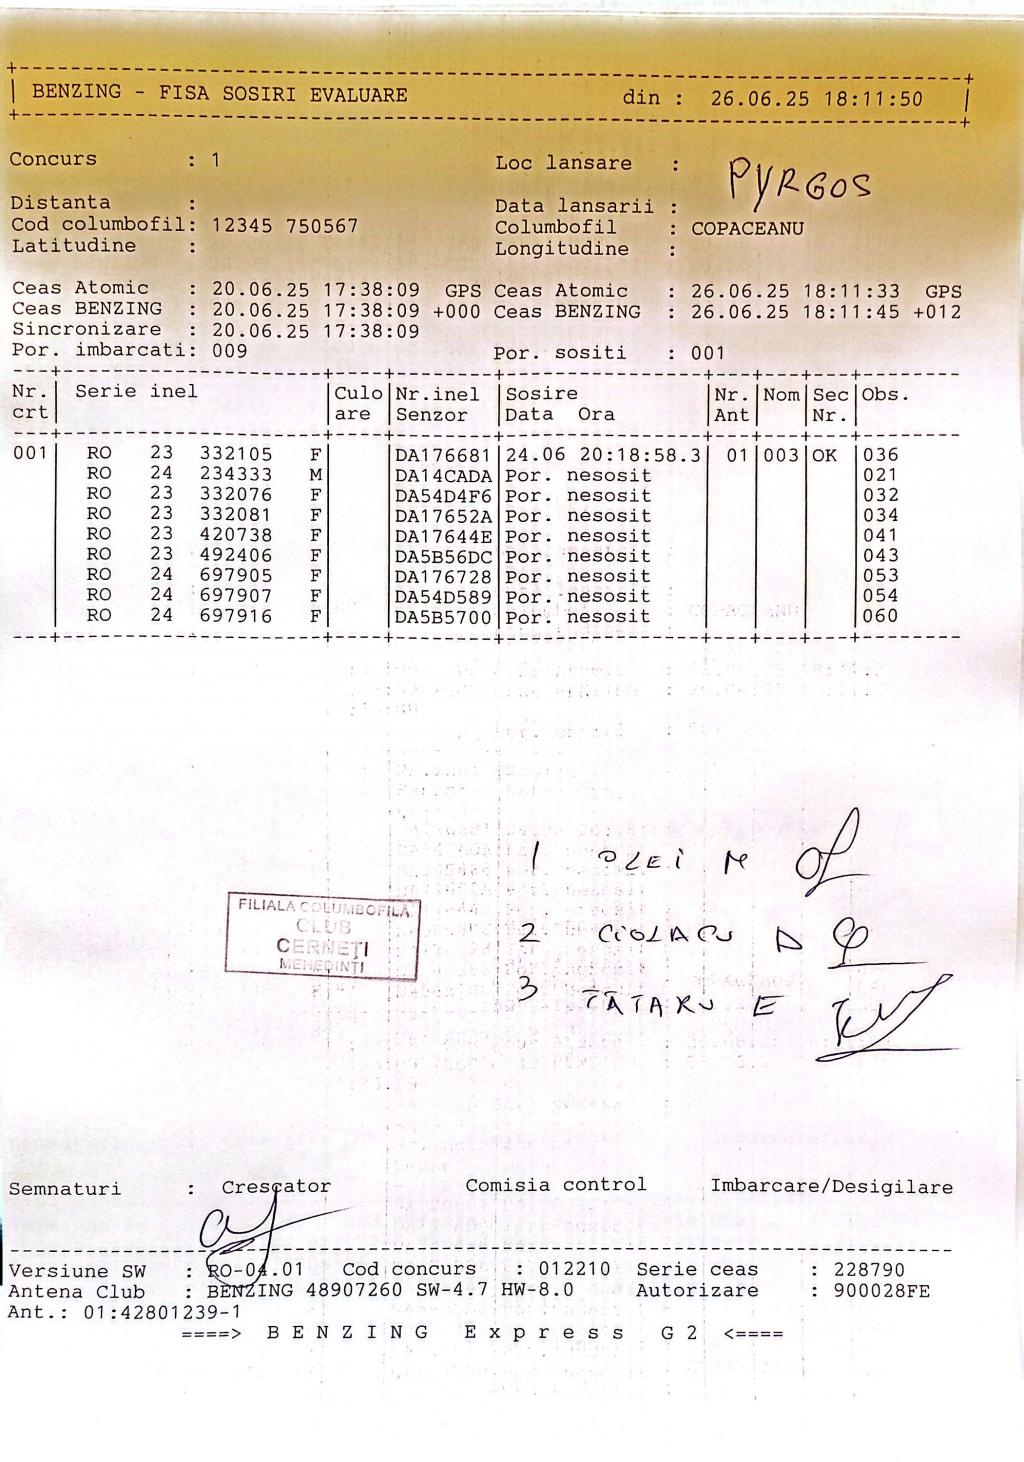 BENZING - FISA SOSIRI EVALUARE din : 26.06.25 18:11:50
Concurs : 1 Loc lansare : PYRGOS
Distanta : Data lansarii :
Cod columbofil: 12345 750567 Columbofil : COPACEANU
Latitudine : Longitudine :
Ceas Atomic : 20.06.25 17:38:09 GPS Ceas Atomic : 26.06.25 18:11:33 GPS
Ceas BENZING : 20.06.25 17:38:09 +000 Ceas BENZING : 26.06.25 18:11:45 +012
Sincronizare : 20.06.25 17:38:09
Por. imbarcati: 009 Por. sositi : 001
Nr. Serie inel Culo Nr.inel Sosire Nr. Nom Sec Obs.
crt are Senzor Data Ora Ant Nr.
001 RO 23 332105 F DA176681 24.06 20:18:58.3 01 003 OK 036
RO 24 234333 M DA14CADA Por. nesosit 021
RO 23 332076 F DA54D4F6 Por. nesosit 032
RO 23 332081 F DA17652A Por. nesosit 034
RO 23 420738 F DA17644E Por. nesosit 041
RO 23 492406 F DA5B56DC Por. nesosit 043
RO 24 697905 F DA176728 Por. nesosit 053
RO 24 697907 F DA54D589 Por. nesosit 054
RO 24 697916 F DA5B5700 Por. nesosit 060
1 OLEI M
FILIALA COLUMBOFILĂ
CLUB
CERNEŢI
MEHEDINŢI
2 CIOLACU D
3 TATARU E
Semnaturi : Crescator Comisia control Imbarcare/Desigilare
Versiune SW : RO-04.01 Cod concurs : 012210 Serie ceas : 228790
Antena Club : BENZING 48907260 SW-4.7 HW-8.0 Autorizare : 900028FE
Ant.: 01:42801239-1
====> B E N Z I N G E x p r e s s G 2 <====